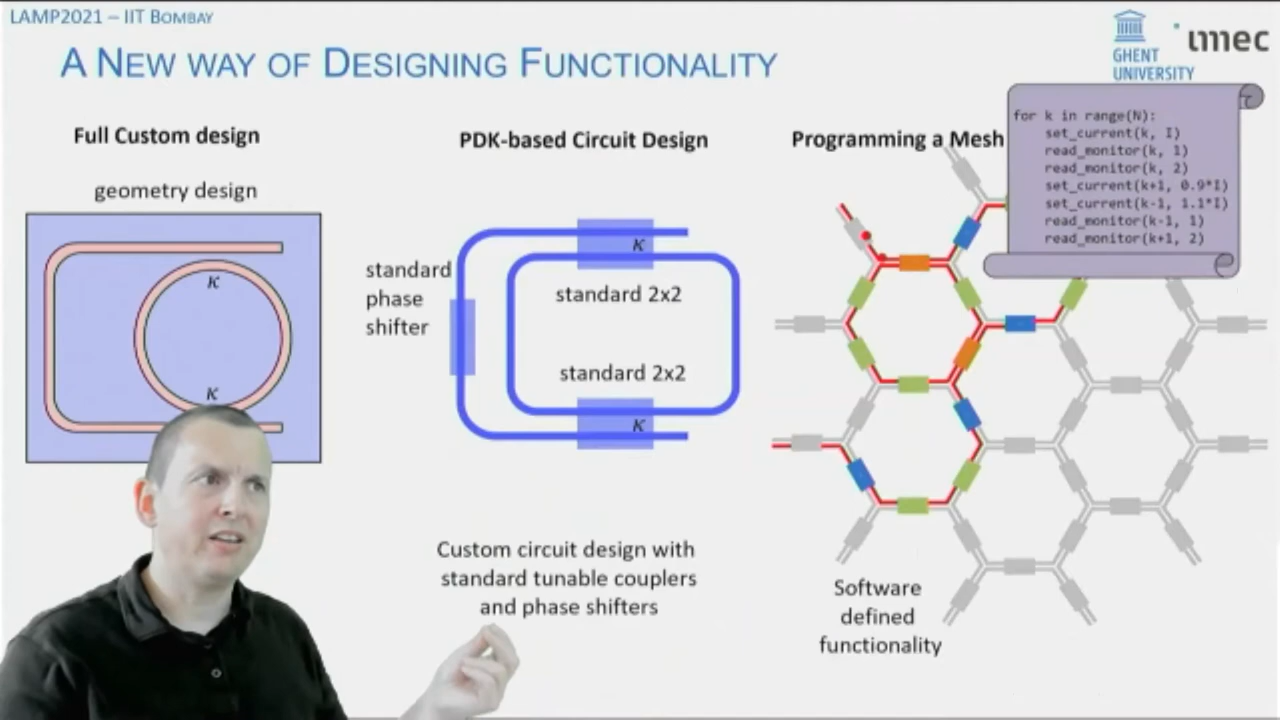 LAMP2021 – IIT BOMBAY
A NEW WAY OF DESIGNING FUNCTIONALITY
GHENT
UNIVERSITY
imec
Full Custom design
geometry design
κ
κ
PDK-based Circuit Design
standard
phase
shifter
κ
standard 2x2
standard 2x2
κ
Custom circuit design with
standard tunable couplers
and phase shifters
Programming a Mesh
for k in range(N):
set_current(k, I)
read_monitor(k, 1)
read_monitor(k, 2)
set_current(k+1, 0.9*I)
set_current(k-1, 1.1*I)
read_monitor(k-1, 1)
read_monitor(k+1, 2)
Software
defined
functionality